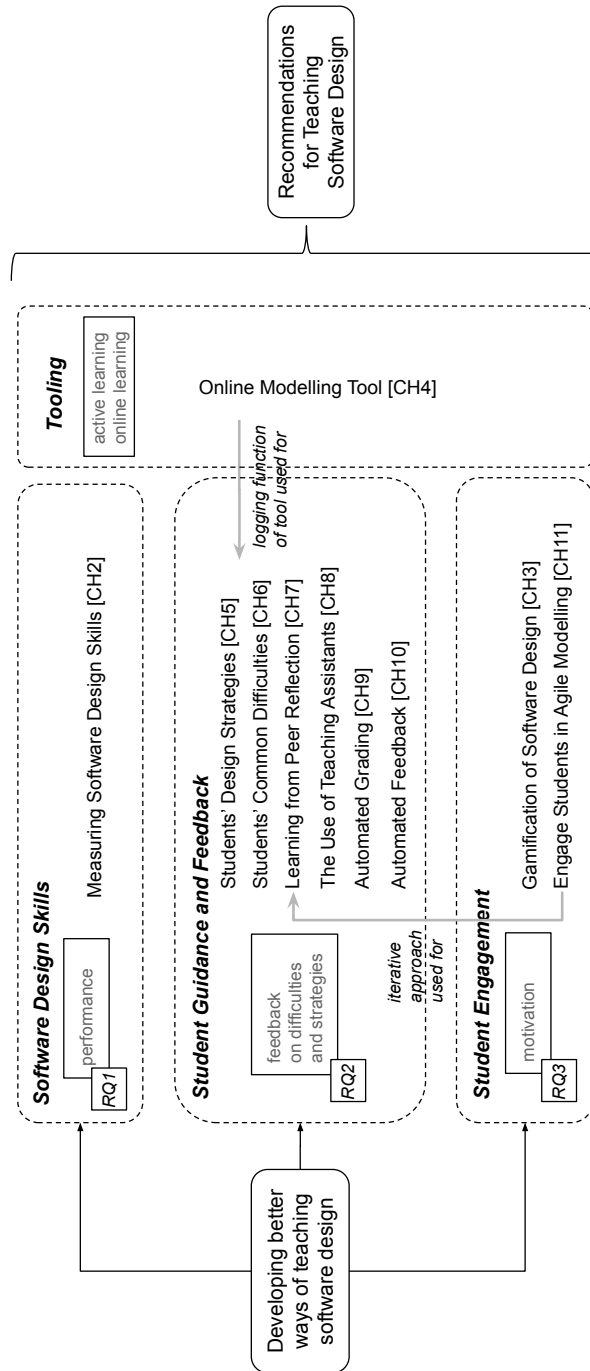 Developing better
ways of teaching
software design
Software Design Skills
performance
RQ1
Measuring Software Design Skills [CH2]
Student Guidance and Feedback
feedback
on difficulties
and strategies
RQ2
Students' Design Strategies [CH5]
Students' Common Difficulties [CH6]
Learning from Peer Reflection [CH7]
The Use of Teaching Assistants [CH8]
Automated Grading [CH9]
Automated Feedback [CH10]
iterative
approach
used for
Student Engagement
motivation
RQ3
Gamification of Software Design [CH3]
Engage Students in Agile Modelling [CH11]
Tooling
active learning
online learning
Online Modelling Tool [CH4]
logging function
of tool used for
Recommendations
for Teaching
Software Design